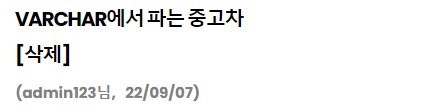 VARCHAR에서 파는 중고차
[삭제]
(admin123님, 22/09/07)